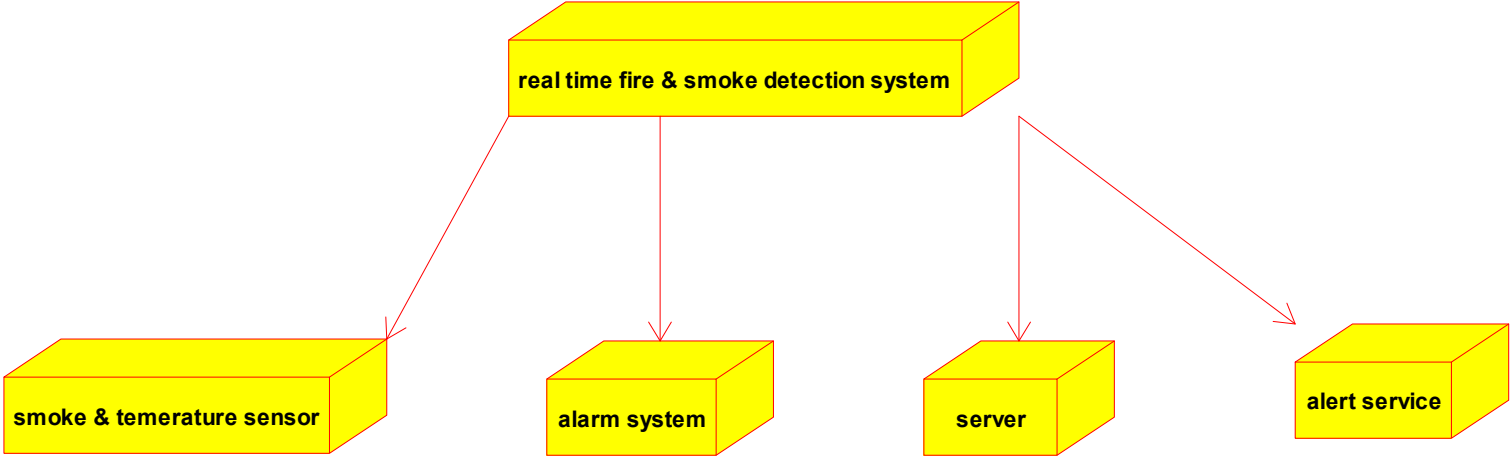 real time fire & smoke detection system
smoke & temerature sensor
alarm system
server
alert service